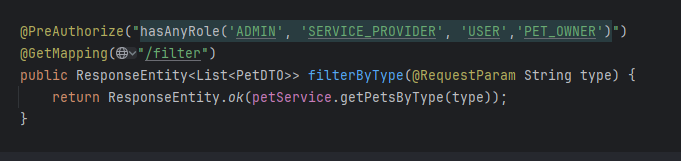 @PreAuthorize("hasAnyRole('ADMIN', 'SERVICE_PROVIDER', 'USER','PET_OWNER')")
@GetMapping("/filter")
public ResponseEntity<List<PetDTO>> filterByType(@RequestParam String type) {
    return ResponseEntity.ok(petService.getPetsByType(type));
}